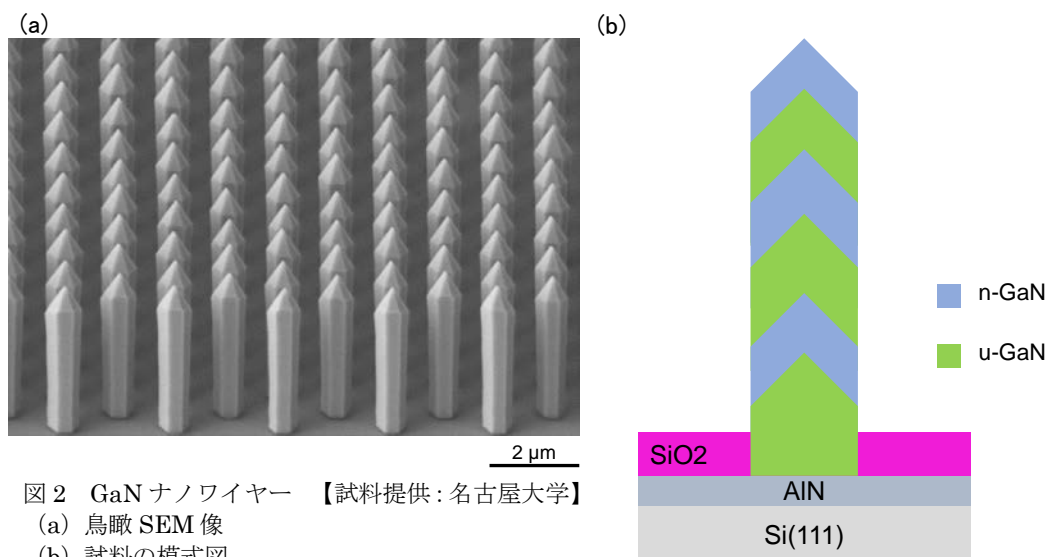 (a)
(b)
n-GaN
u-GaN
SiO2
AlN
Si(111)
2 µm
図 2 GaN ナノワイヤー 【試料提供 : 名古屋大学】
(a) 鳥瞰 SEM 像
(b) 試料の模式図